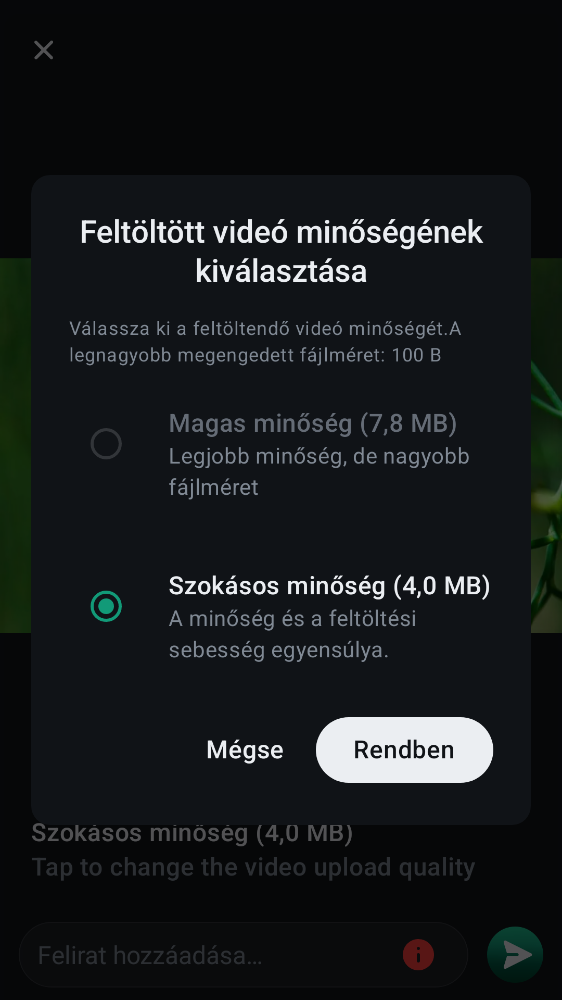 Feltöltött videó minőségének
kiválasztása
Válassza ki a feltöltendő videó minőségét.A
legnagyobb megengedett fájlméret: 100 B
Magas minőség (7,8 MB)
Legjobb minőség, de nagyobb
fájlméret
Szokásos minőség (4,0 MB)
A minőség és a feltöltési
sebesség egyensúlya.
Mégse
Rendben
Szokásos minőség (4,0 MB)
Tap to change the video upload quality
Felirat hozzáadása…